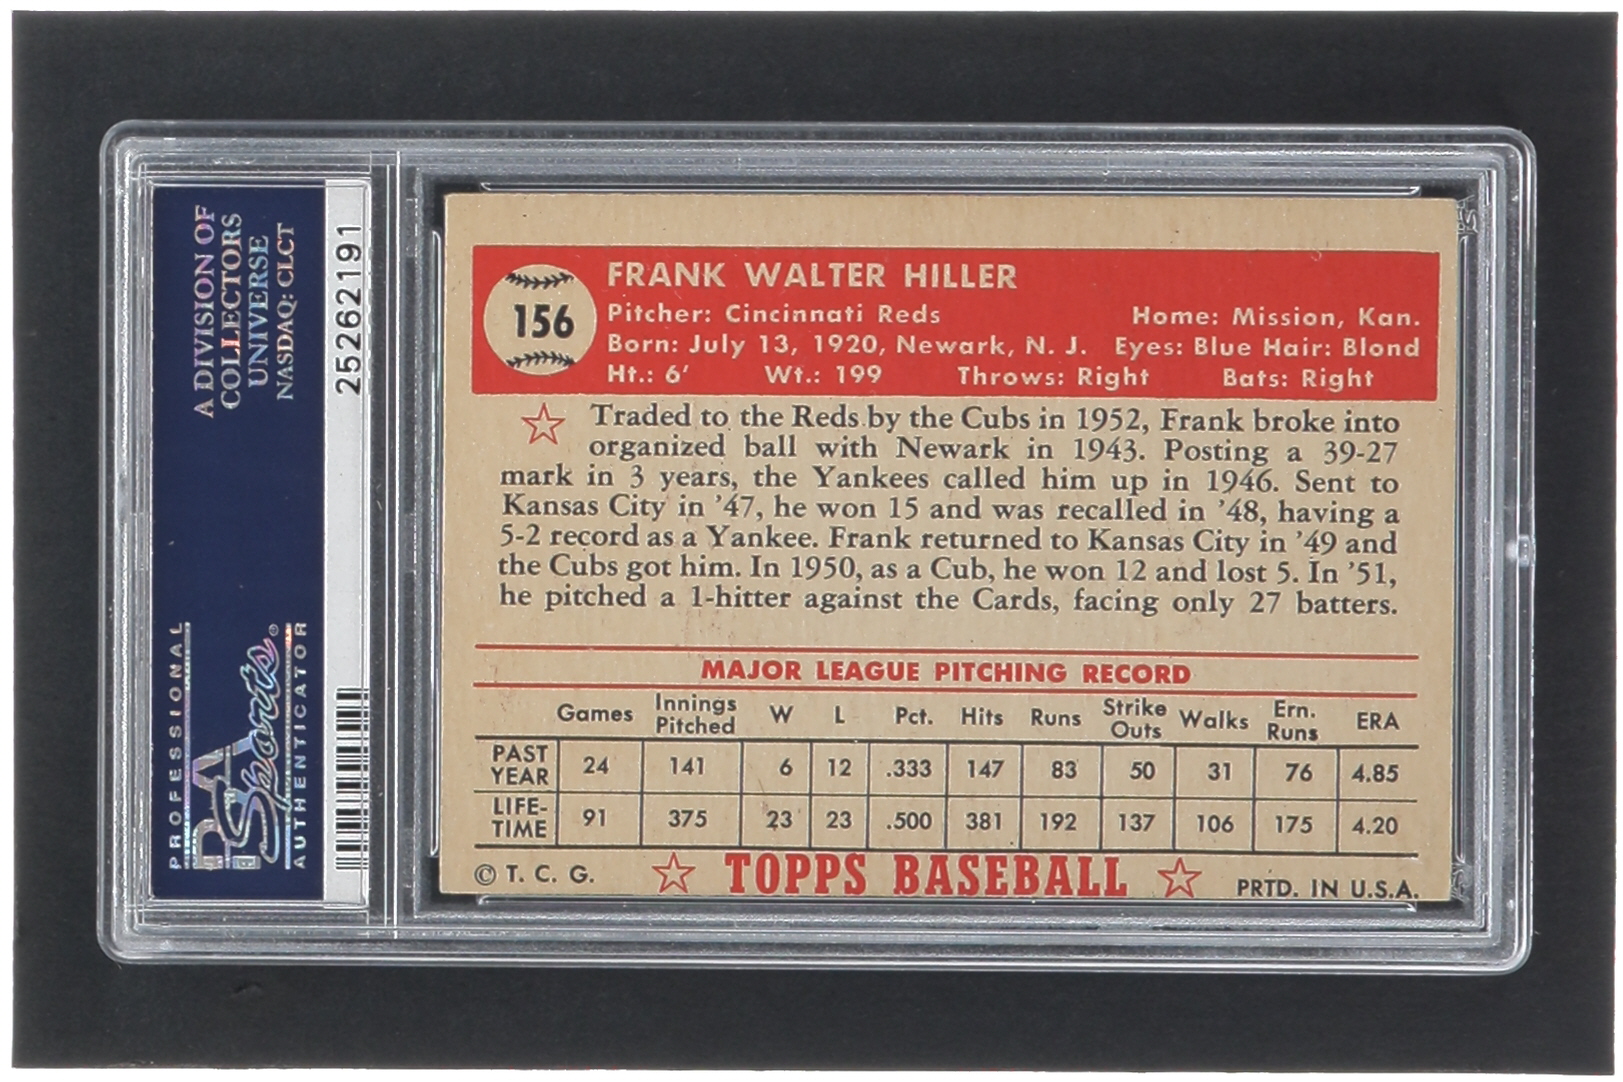 A DIVISION OF
COLLECTORS
UNIVERSE
NASDAQ: CLCT
25262191
PROFESSIONAL
PSA
Sports®
AUTHENTICATOR
156
FRANK WALTER HILLER
Pitcher: Cincinnati Reds Home: Mission, Kan.
Born: July 13, 1920, Newark, N. J. Eyes: Blue Hair: Blond
Ht.: 6' Wt.: 199 Throws: Right Bats: Right
Traded to the Reds by the Cubs in 1952, Frank broke into
organized ball with Newark in 1943. Posting a 39-27
mark in 3 years, the Yankees called him up in 1946. Sent to
Kansas City in '47, he won 15 and was recalled in '48, having a
5-2 record as a Yankee. Frank returned to Kansas City in '49 and
the Cubs got him. In 1950, as a Cub, he won 12 and lost 5. In '51,
he pitched a 1-hitter against the Cards, facing only 27 batters.
MAJOR LEAGUE PITCHING RECORD
Games Innings Pitched W L Pct. Hits Runs Strike Outs Walks Ern. Runs ERA
PAST YEAR 24 141 6 12 .333 147 83 50 31 76 4.85
LIFE-TIME 91 375 23 23 .500 381 192 137 106 175 4.20
© T. C. G. TOPPS BASEBALL PRTD. IN U.S.A.